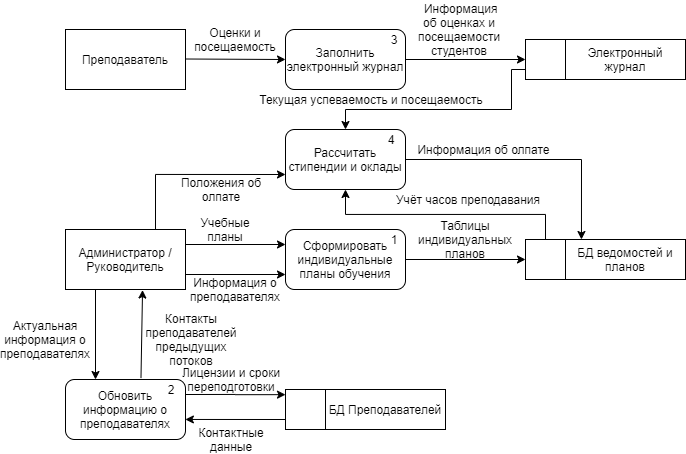 Преподаватель
Оценки и
посещаемость
3
Заполнить
электронный журнал
Информация
об оценках и
посещаемости
студентов
Электронный
журнал
Текущая успеваемость и посещаемость
4
Рассчитать
стипендии и оклады
Информация об олпате
Положения об
олпате
Учёт часов преподавания
Администратор /
Руководитель
Учебные
планы
Информация о
преподавателях
1
Сформировать
индивидуальные
планы обучения
Таблицы
индивидуальных
планов
БД ведомостей и
планов
Актуальная
информация о
преподавателях
Контакты
преподавателей
предыдущих
потоков
2
Обновить
информацию о
преподавателях
Лицензии и сроки
переподготовки
БД Преподавателей
Контактные
данные